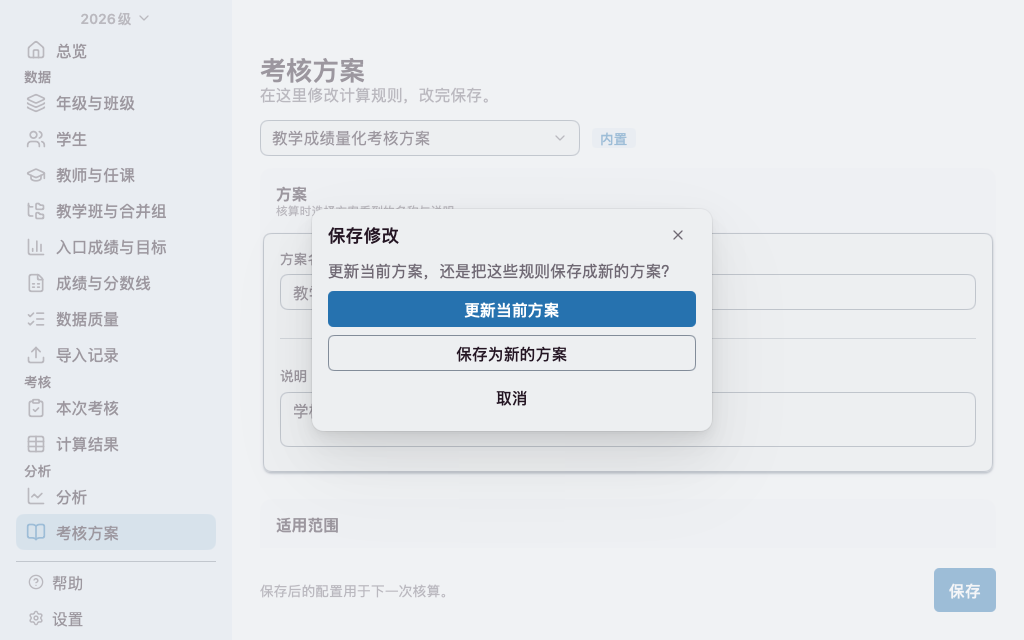 2026级
总览
数据
年级与班级
学生
教师与任课
教学班与合并组
入口成绩与目标
成绩与分数线
数据质量
导入记录
考核
本次考核
计算结果
分析
分析
考核方案
帮助
设置
考核方案
在这里修改计算规则，改完保存。
教学成绩量化考核方案
内置
方案
方案
教
说明
学
保存修改
更新当前方案，还是把这些规则保存成新的方案？
更新当前方案
保存为新的方案
取消
适用范围
保存后的配置用于下一次核算。
保存